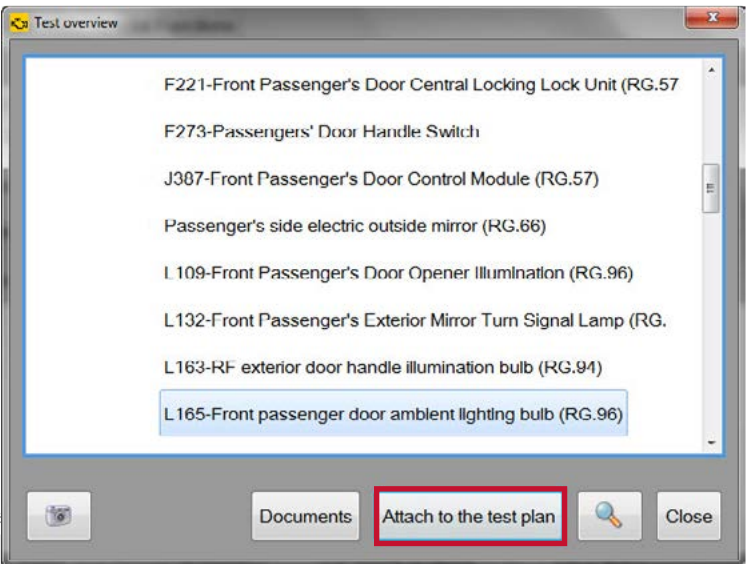 Test overview
F221-Front Passenger's Door Central Locking Lock Unit (RG.57
F273-Passengers' Door Handle Switch
J387-Front Passenger's Door Control Module (RG.57)
Passenger's side electric outside mirror (RG.66)
L109-Front Passenger's Door Opener Illumination (RG.96)
L132-Front Passenger's Exterior Mirror Turn Signal Lamp (RG.
L163-RF exterior door handle illumination bulb (RG.94)
L165-Front passenger door ambient lighting bulb (RG.96)
Documents
Attach to the test plan
Close